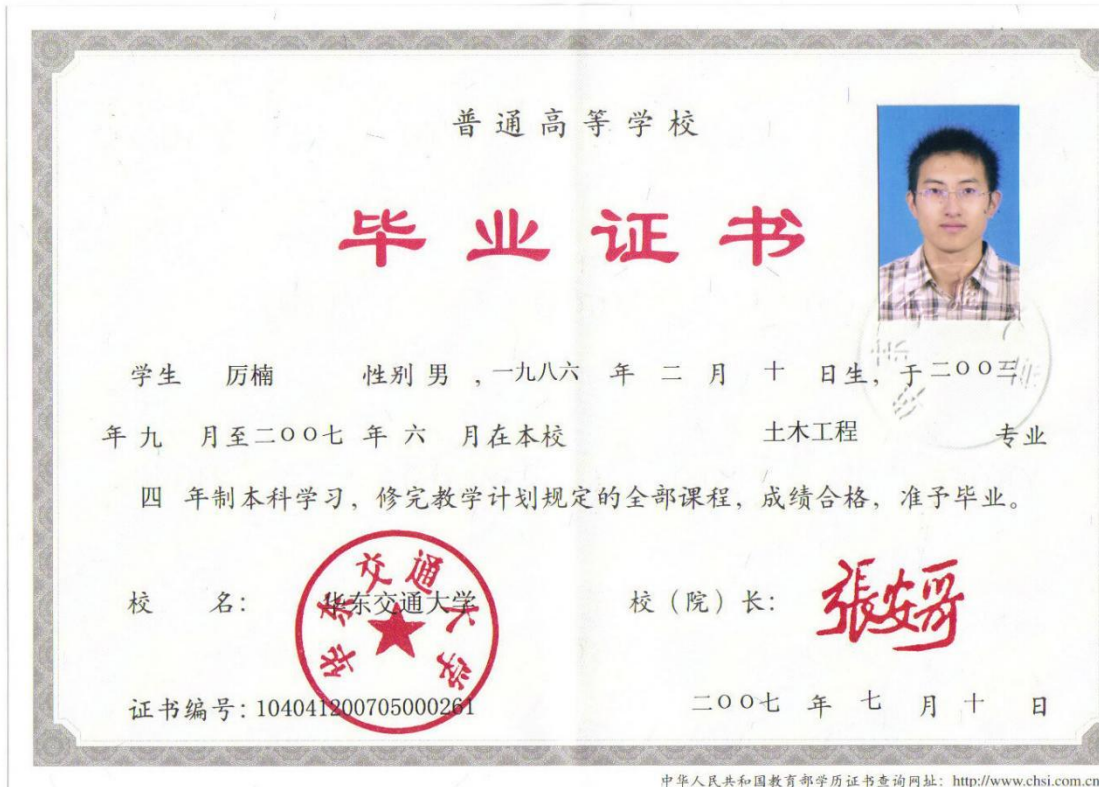 普通高等学校
毕业证书
学生 厉楠 性别 男 ，一九八六 年 二 月 十 日生，于二〇〇三
年 九 月至二〇〇七 年 六 月在本校 土木工程 专业
四 年制本科学习，修完教学计划规定的全部课程，成绩合格，准予毕业。
华东交通大学
校 名： 华东交通大学 校（院）长：
证书编号：104041200705000261 二〇〇七 年 七 月 十 日
中华人民共和国教育部学历证书查询网址：http://www.chsi.com.cn